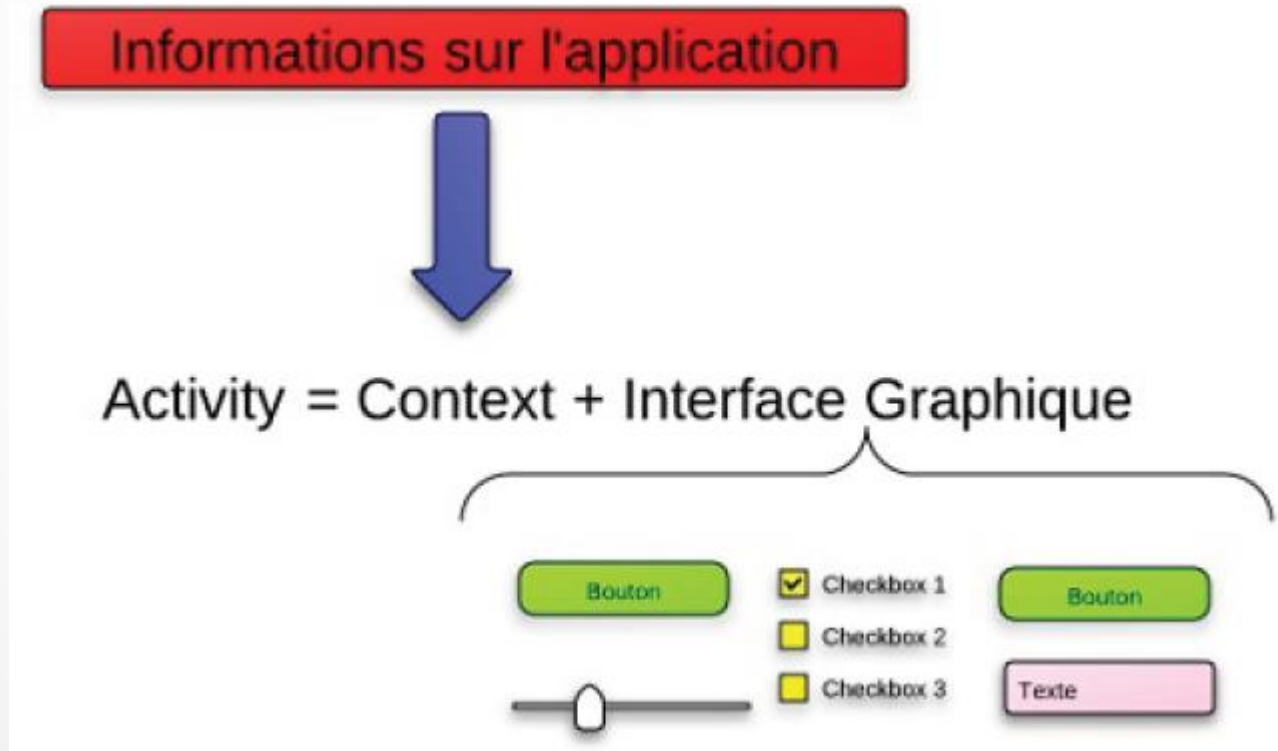 Informations sur l'application
Activity = Context + Interface Graphique
Bouton
Checkbox 1
Bouton
Checkbox 2
Checkbox 3
Texte